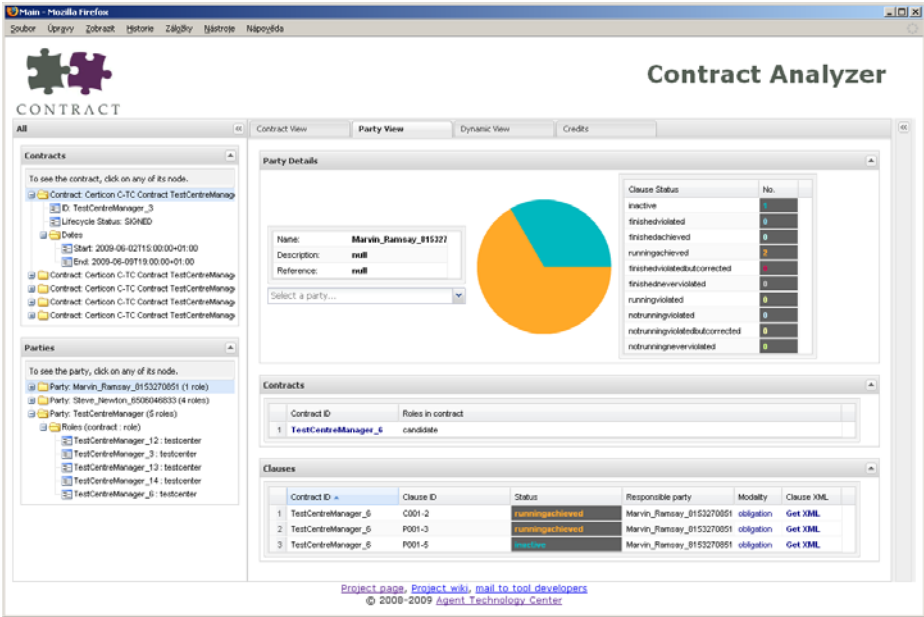 Main - Mozilla Firefox
Soubor Úpravy Zobrazit Historie Záložky Nástroje Nápověda
CONTRACT
Contract Analyzer
All
Contracts
To see the contract, click on any of its node.
Contract: Certicon C-TC Contract TestCentreManag
ID: TestCentreManager_3
Lifecycle Status: SIGNED
Dates
Start: 2009-06-02T15:00:00+01:00
End: 2009-06-09T19:00:00+01:00
Contract: Certicon C-TC Contract TestCentreManag
Contract: Certicon C-TC Contract TestCentreManag
Contract: Certicon C-TC Contract TestCentreManag
Contract: Certicon C-TC Contract TestCentreManag
Parties
To see the party, click on any of its node.
Party: Marvin_Ramsay_8153270851 (1 role)
Party: Steve_Newton_6506046833 (4 roles)
Party: TestCentreManager (5 roles)
Roles (contract : role)
TestCentreManager_12 : testcenter
TestCentreManager_3 : testcenter
TestCentreManager_13 : testcenter
TestCentreManager_14 : testcenter
TestCentreManager_6 : testcenter
Contract View Party View Dynamic View Credits
Party Details
Name: Marvin_Ramsay_815327
Description: null
Reference: null
Select a party...
Clause Status No.
inactive 1
finishedviolated 0
finishedachieved 0
runningachieved 2
finishedviolatedbutcorrected 0
finishedneverviolated 0
runningviolated 0
notrunningviolated 0
notrunningviolatedbutcorrected 0
notrunningneverviolated 0
Contracts
Contract ID Roles in contract
1 TestCentreManager_6 candidate
Clauses
Contract ID Clause ID Status Responsible party Modality Clause XML
1 TestCentreManager_6 C001-2 runningachieved Marvin_Ramsay_8153270851 obligation Get XML
2 TestCentreManager_6 P001-3 runningachieved Marvin_Ramsay_8153270851 obligation Get XML
3 TestCentreManager_6 P001-5 inactive Marvin_Ramsay_8153270851 obligation Get XML
Project page, Project wiki, mail to tool developers
© 2008-2009 Agent Technology Center